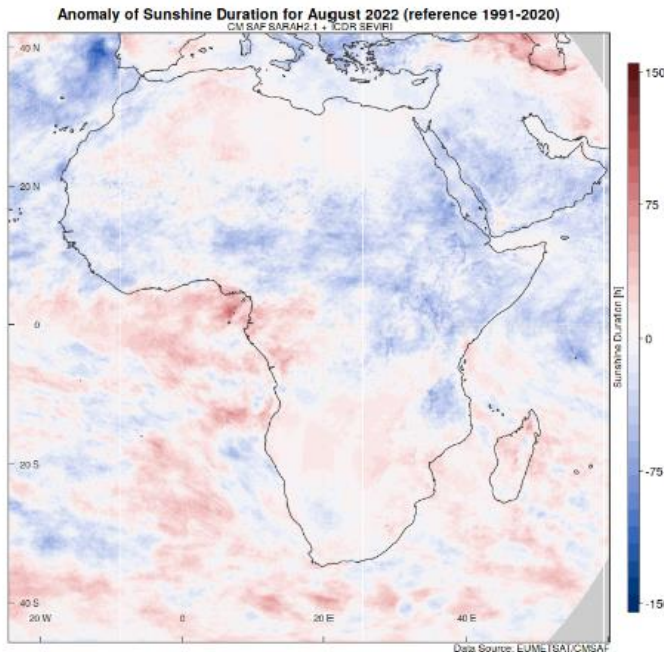 Anomaly of Sunshine Duration for August 2022 (reference 1991-2020)
CM SAF SARAH2.1 + ICDR SEVIRI
40 N
20 N
0
20 S
40 S
20 W
0
20 E
40 E
150
75
0
-75
-150
Sunshine Duration [h]
Data Source: EUMETSAT/CMSAF